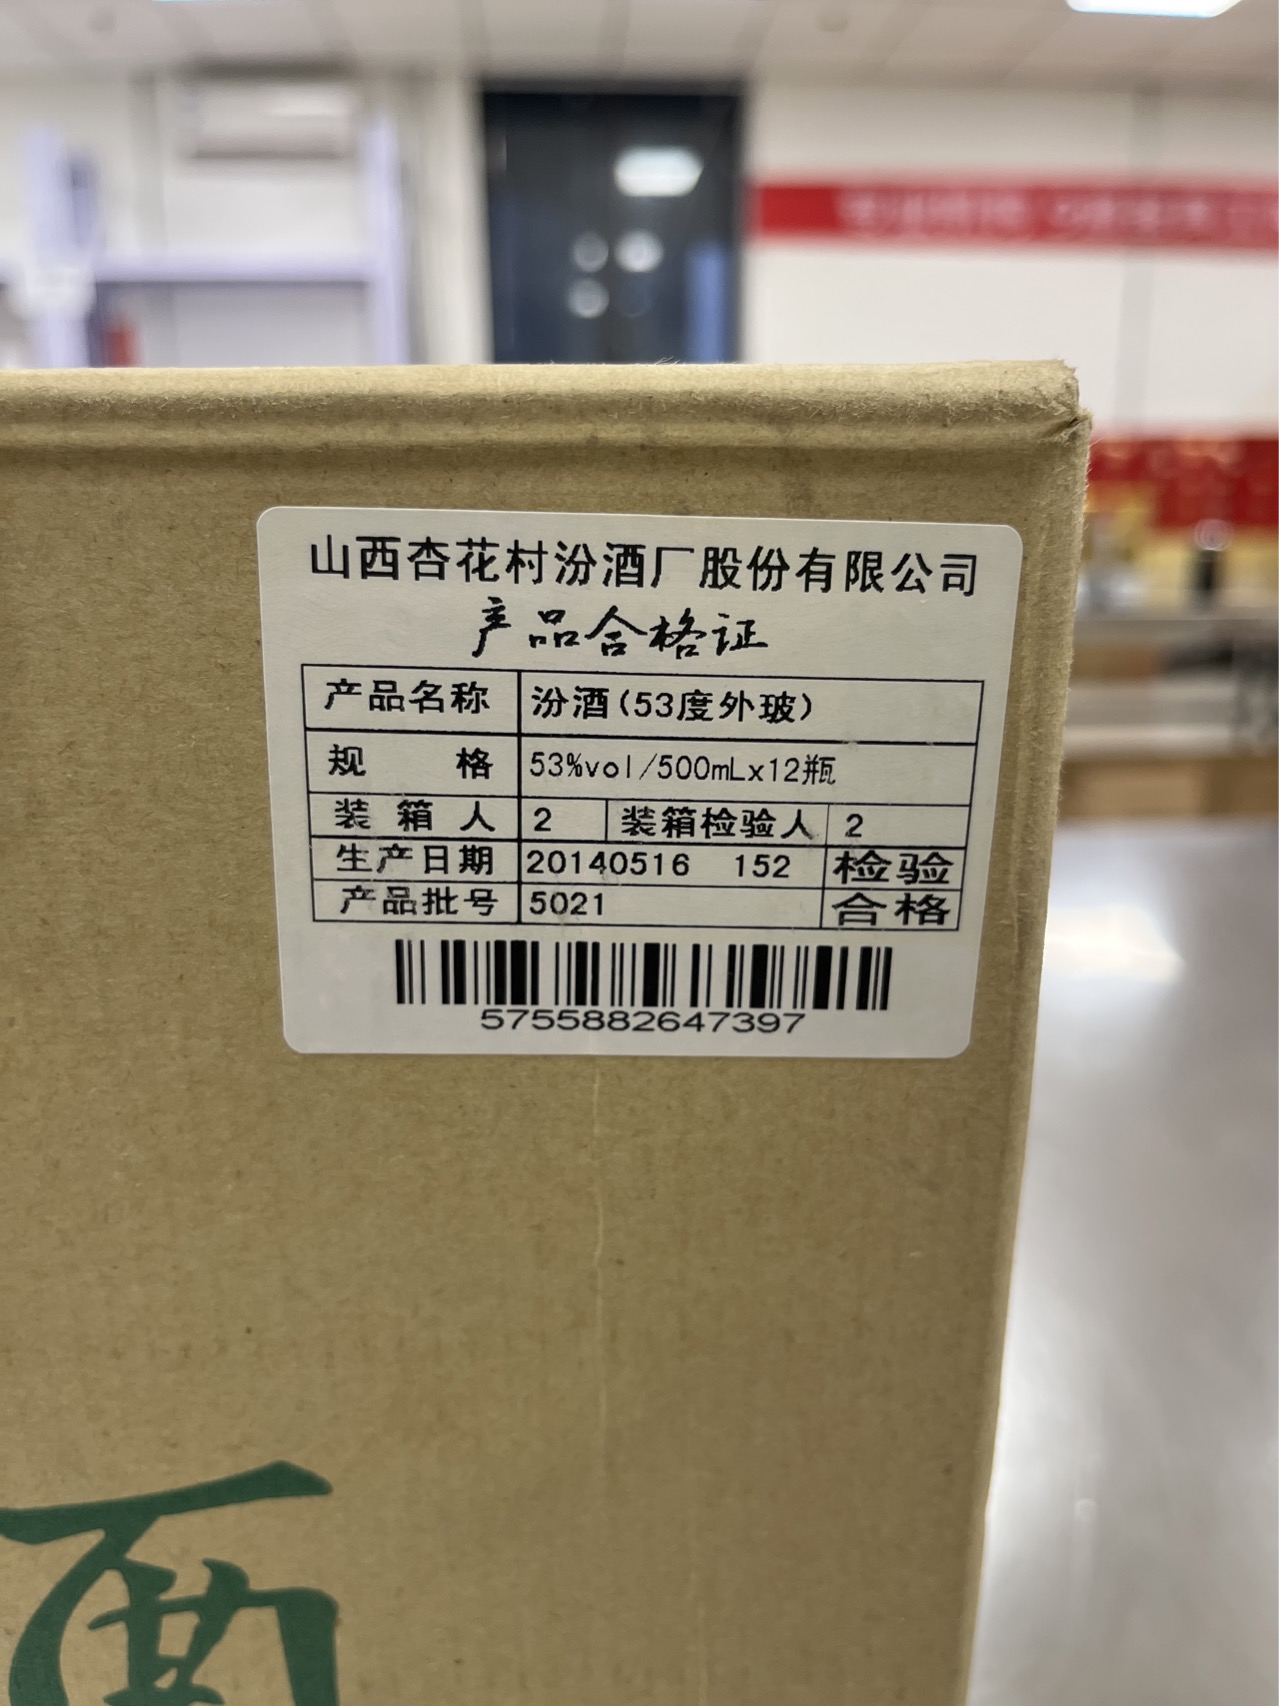 山西杏花村汾酒厂股份有限公司
产品合格证
产品名称 汾酒(53度外玻)
规 格 53%vol/500mLx12瓶
装 箱 人 2 装箱检验人 2
生产日期 20140516 152 检验
产品批号 5021 合格
5755882647397